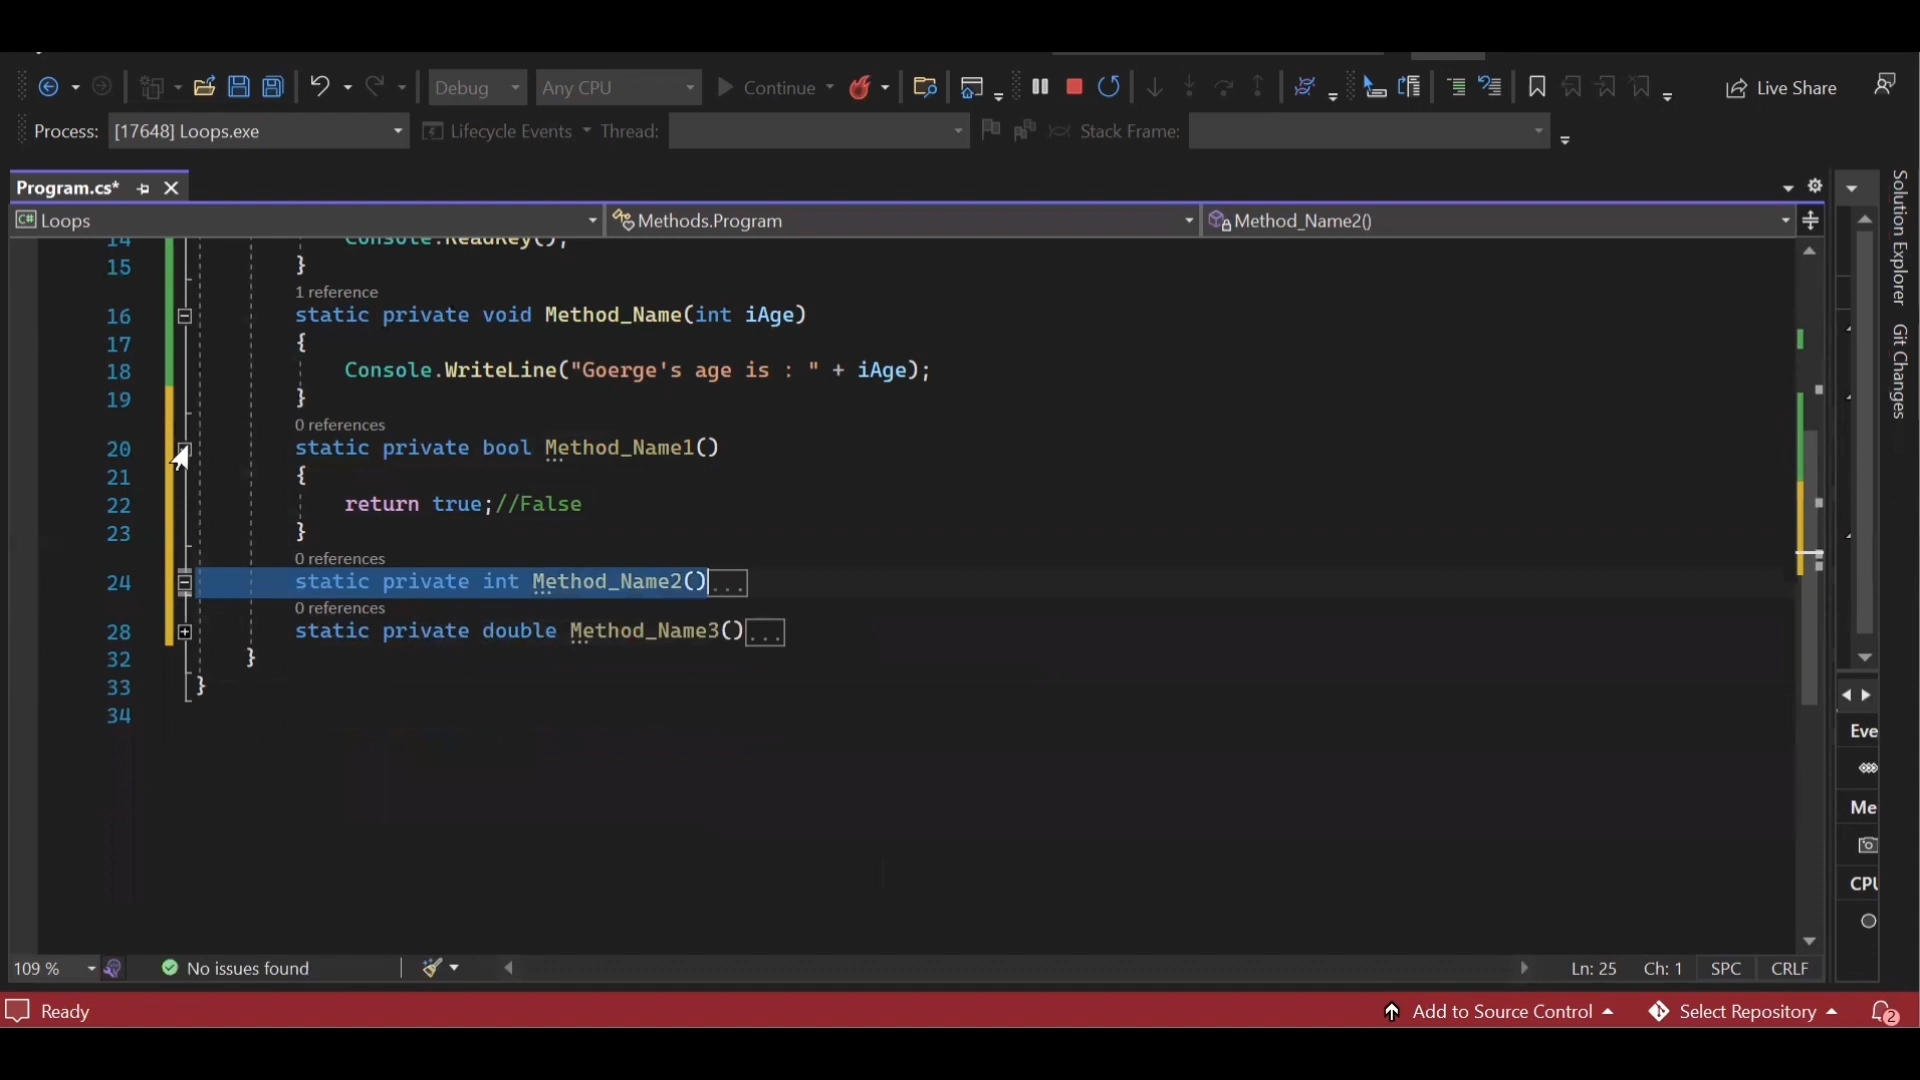 Debug Any CPU Continue Live Share
Process: [17648] Loops.exe Lifecycle Events Thread: Stack Frame:
Program.cs*
C# Loops Methods.Program Method_Name2()
14 Console.ReadKey();
15 }
1 reference
16 static private void Method_Name(int iAge)
17 {
18 Console.WriteLine("Goerge's age is : " + iAge);
19 }
0 references
20 static private bool Method_Name1()
21 {
22 return true;//False
23 }
0 references
24 static private int Method_Name2()...
0 references
28 static private double Method_Name3()...
32 }
33 }
34
Solution Explorer
Git Changes
Eve
Me
CPU
109 % No issues found Ln: 25 Ch: 1 SPC CRLF
Ready Add to Source Control Select Repository 2